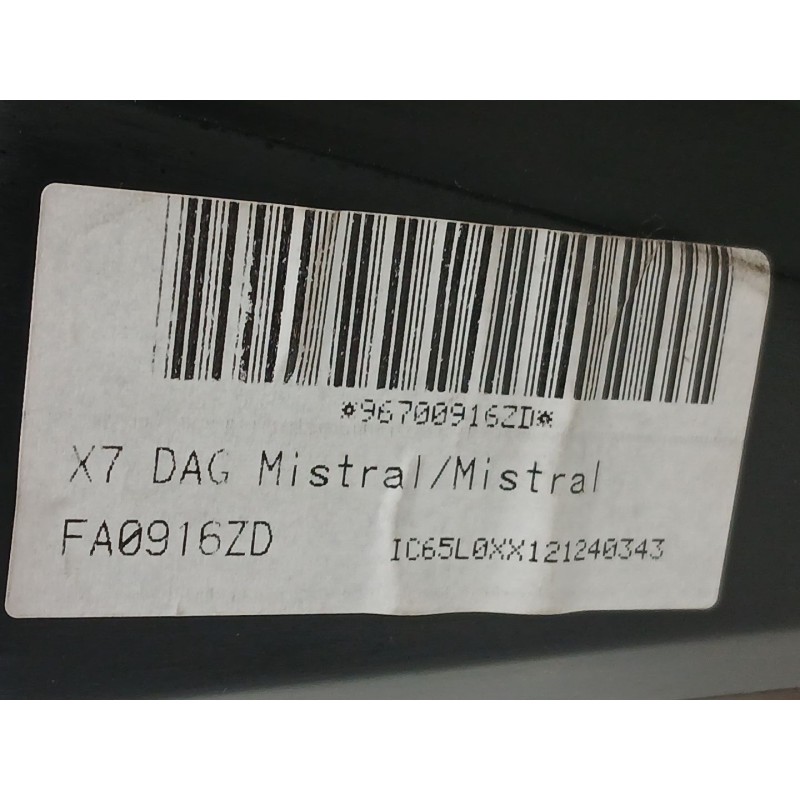 *96700916ZD*
X7 DAG Mistral/Mistral
FA0916ZD
IC65L0XX121240343